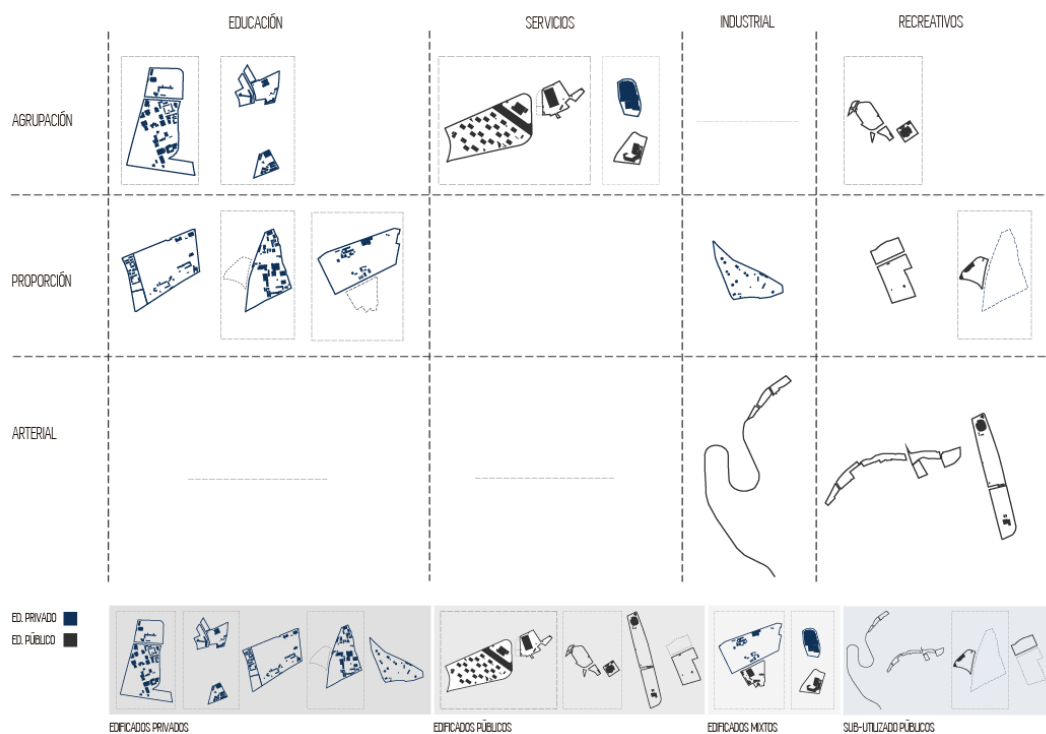 EDUCACIÓN SERVICIOS INDUSTRIAL RECREATIVOS
AGRUPACIÓN
PROPORCIÓN
ARTERIAL
ED. PRIVADO
ED. PÚBLICO
EDIFICADOS PRIVADOS EDIFICADOS PÚBLICOS EDIFICADOS MIXTOS SUB-UTILIZADO PÚBLICOS